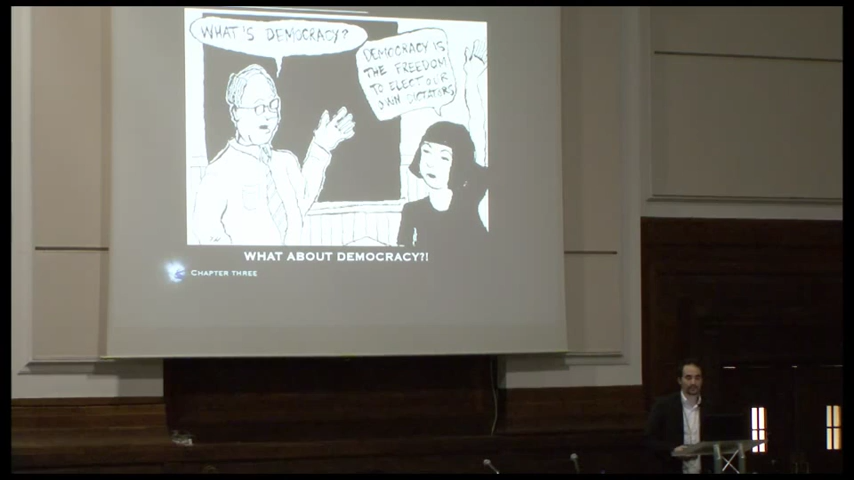 WHAT'S DEMOCRACY?
DEMOCRACY IS
THE FREEDOM
TO ELECT OUR
OWN DICTATORS
WHAT ABOUT DEMOCRACY?!
CHAPTER THREE